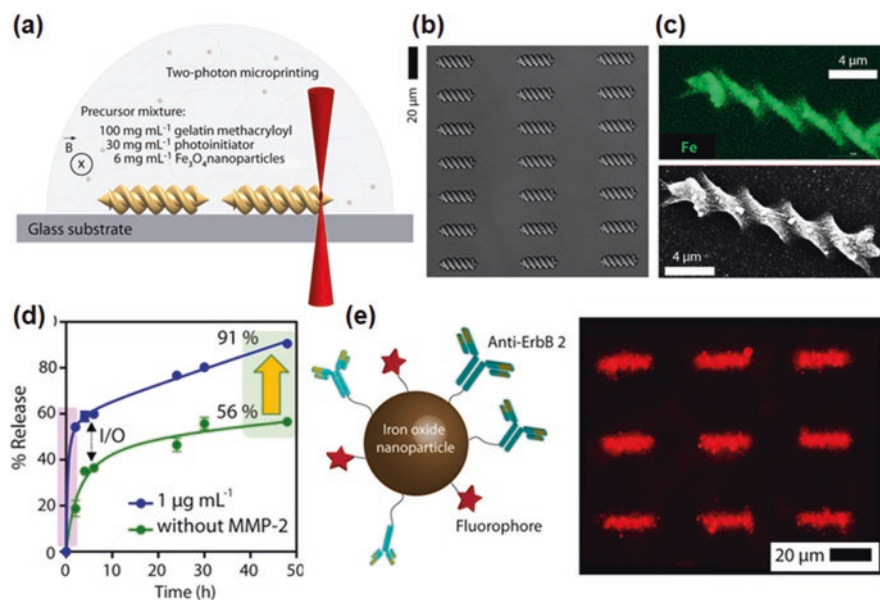 (a)
Two-photon microprinting
Precursor mixture:
100 mg mL⁻¹ gelatin methacryloyl
30 mg mL⁻¹ photoinitiator
6 mg mL⁻¹ Fe₃O₄ nanoparticles
B
X
Glass substrate
(b)
20 µm
(c)
4 µm
Fe
4 µm
(d)
100
80
60
40
20
0
% Release
91 %
56 %
I/O
1 µg mL⁻¹
without MMP-2
0 10 20 30 40 50
Time (h)
(e)
Anti-ErbB 2
Iron oxide
nanoparticle
Fluorophore
20 µm